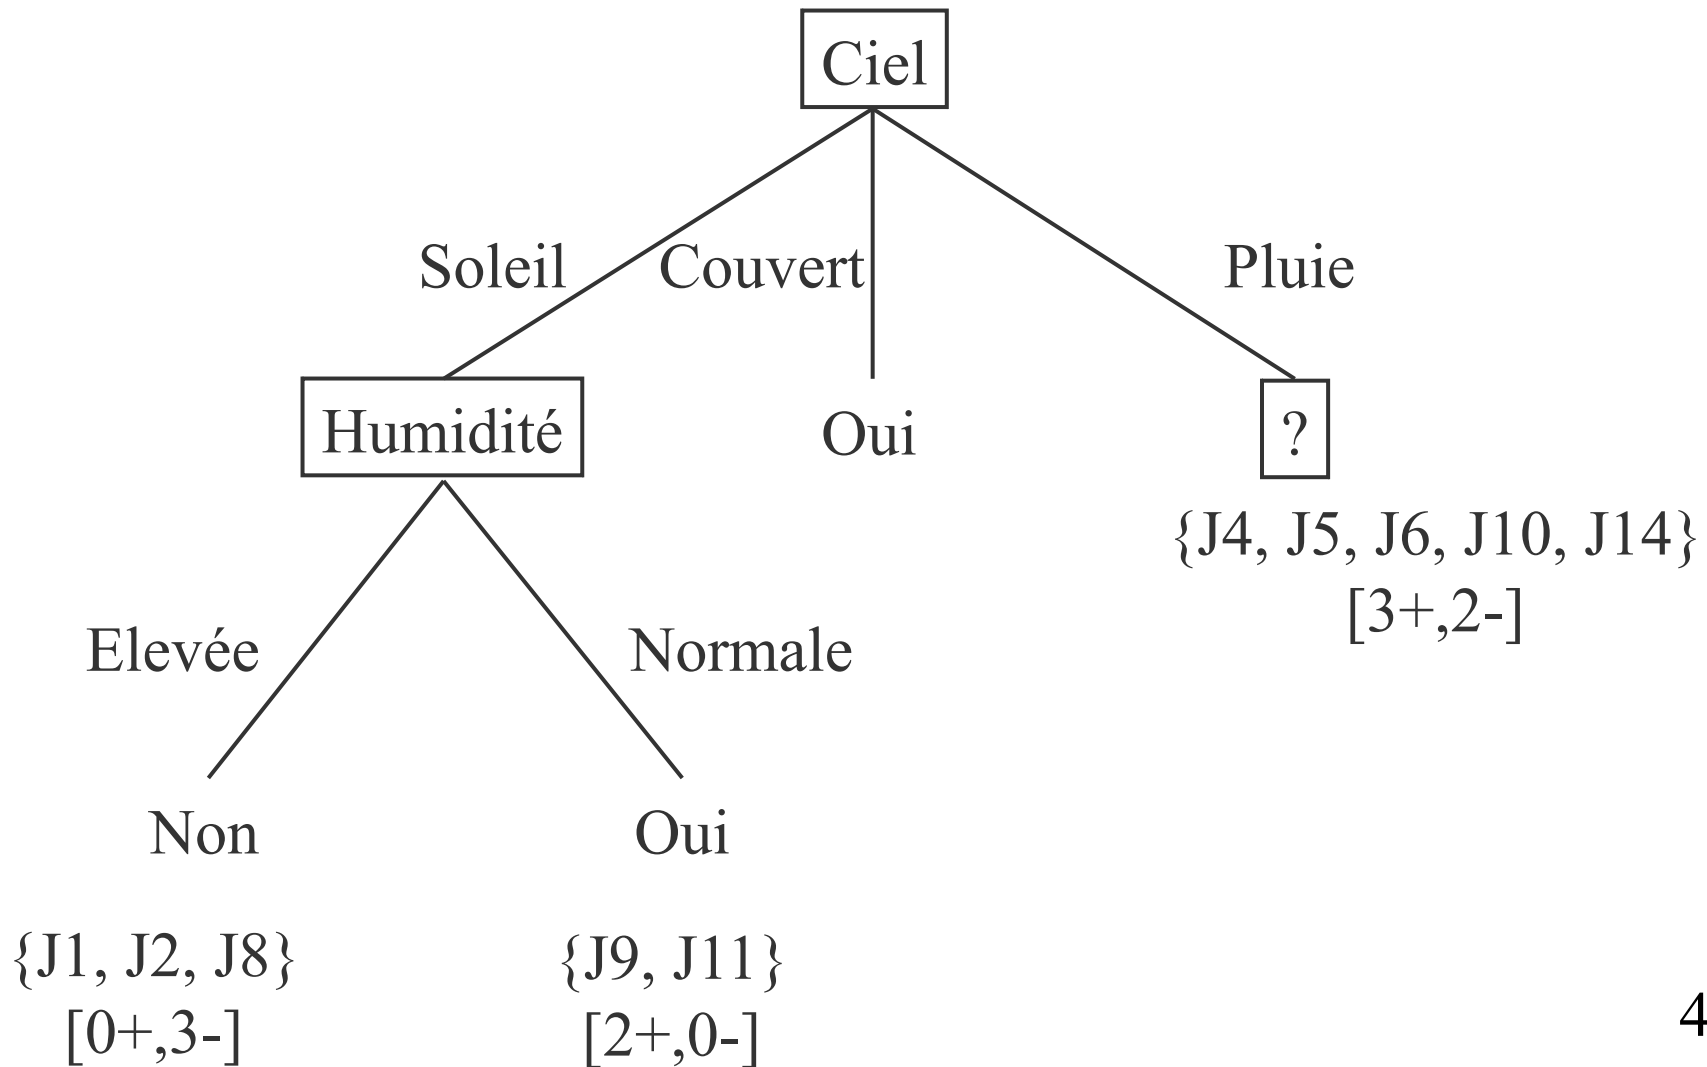 Ciel
Soleil Couvert Pluie
Humidité Oui ?
{J4, J5, J6, J10, J14}
[3+,2-]
Elevée Normale
Non Oui
{J1, J2, J8} {J9, J11}
[0+,3-] [2+,0-]
4